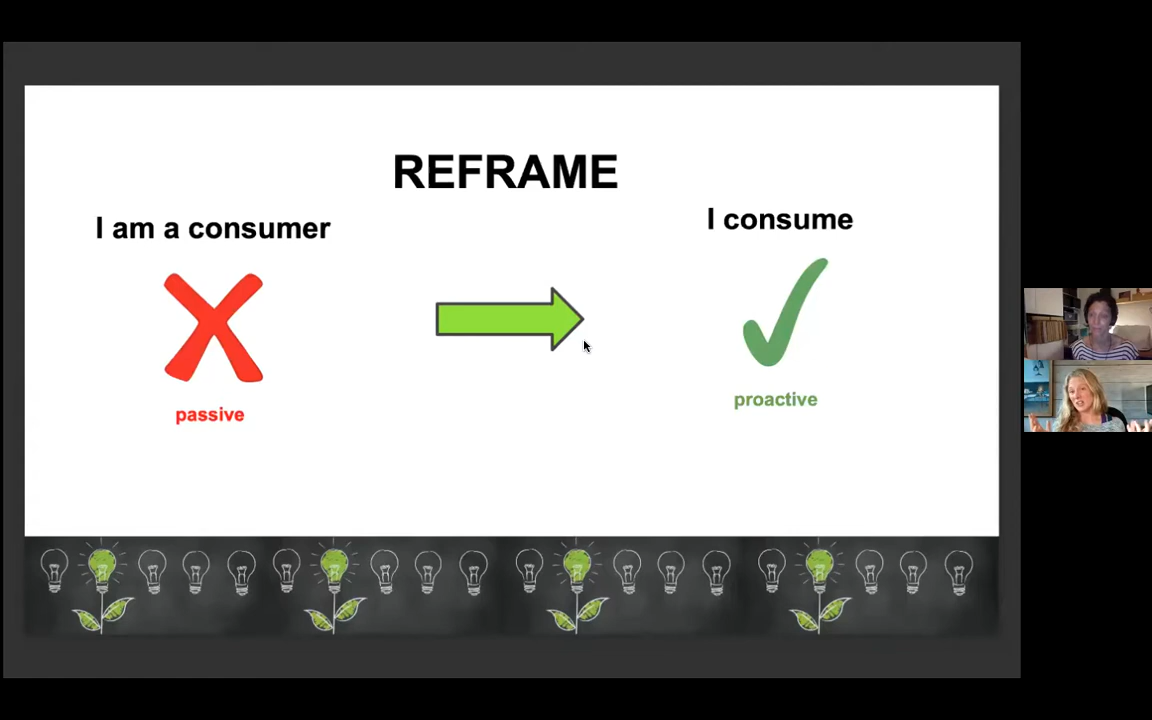 REFRAME
I am a consumer
I consume
passive
proactive